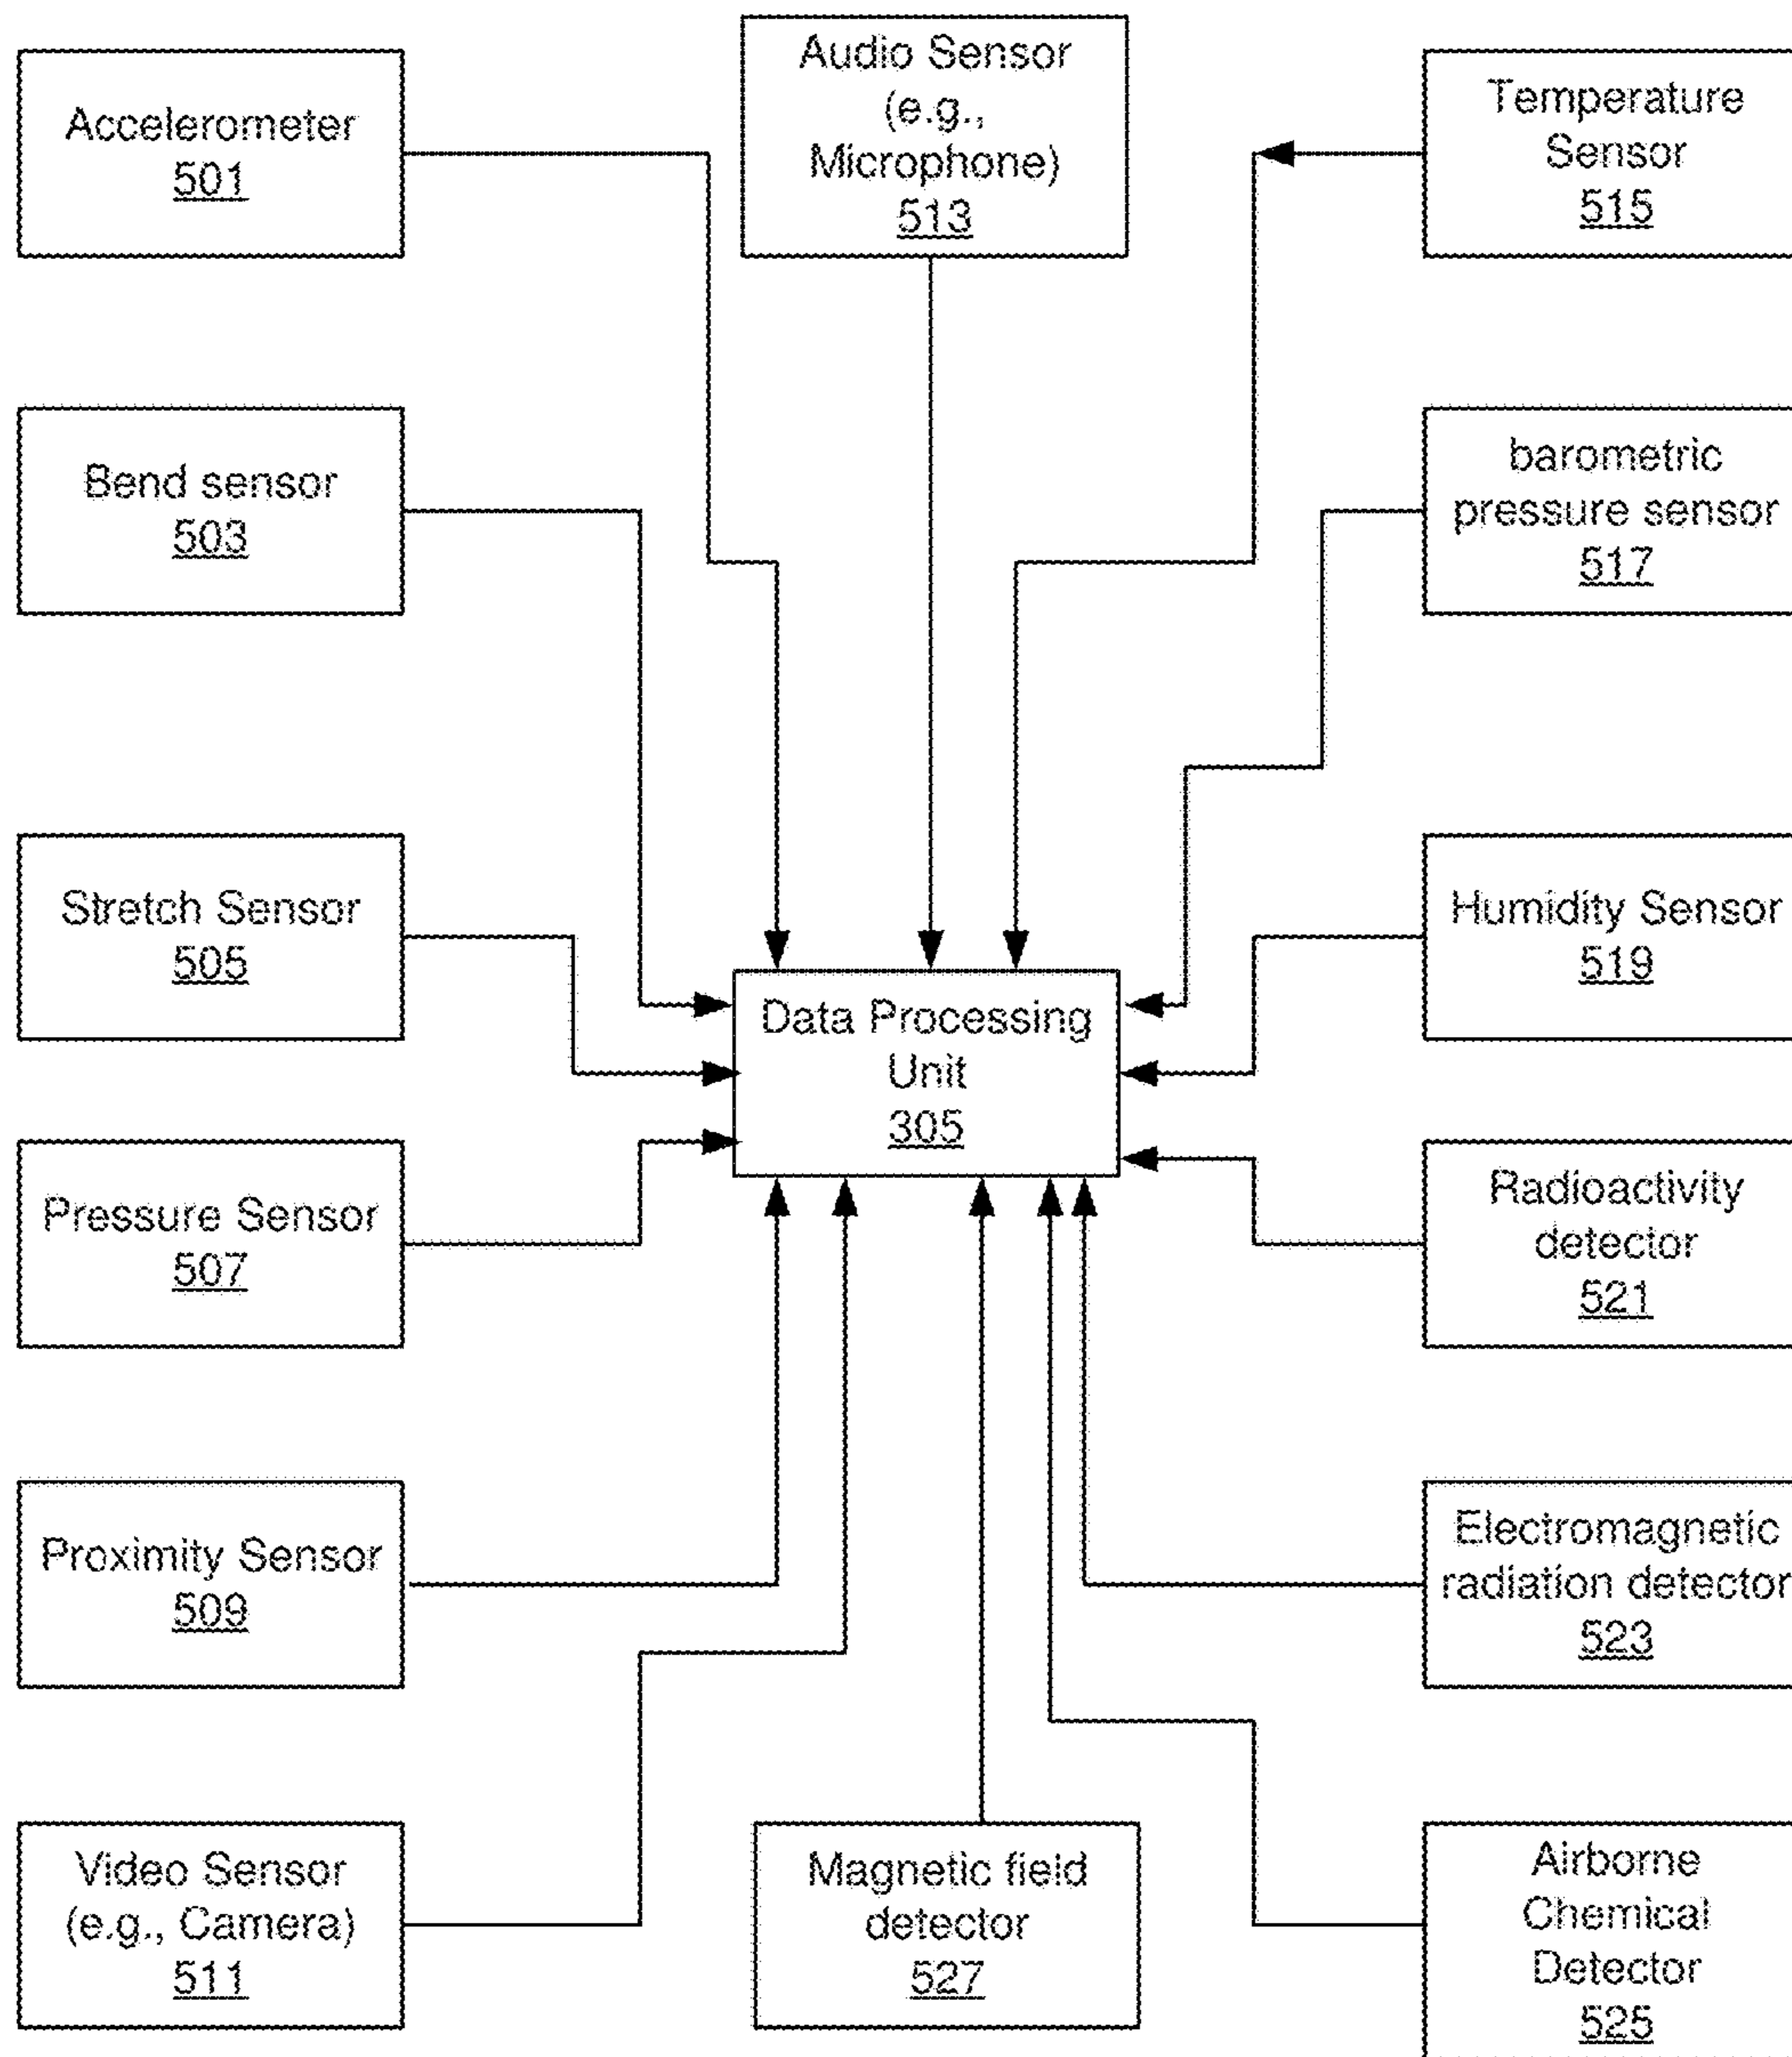 Accelerometer
501
Audio Sensor
(e.g.,
Microphone)
513
Temperature
Sensor
515
Bend sensor
503
barometric
pressure sensor
517
Stretch Sensor
505
Data Processing
Unit
305
Humidity Sensor
519
Pressure Sensor
507
Radioactivity
detector
521
Proximity Sensor
509
Electromagnetic
radiation detector
523
Video Sensor
(e.g., Camera)
511
Magnetic field
detector
527
Airborne
Chemical
Detector
525